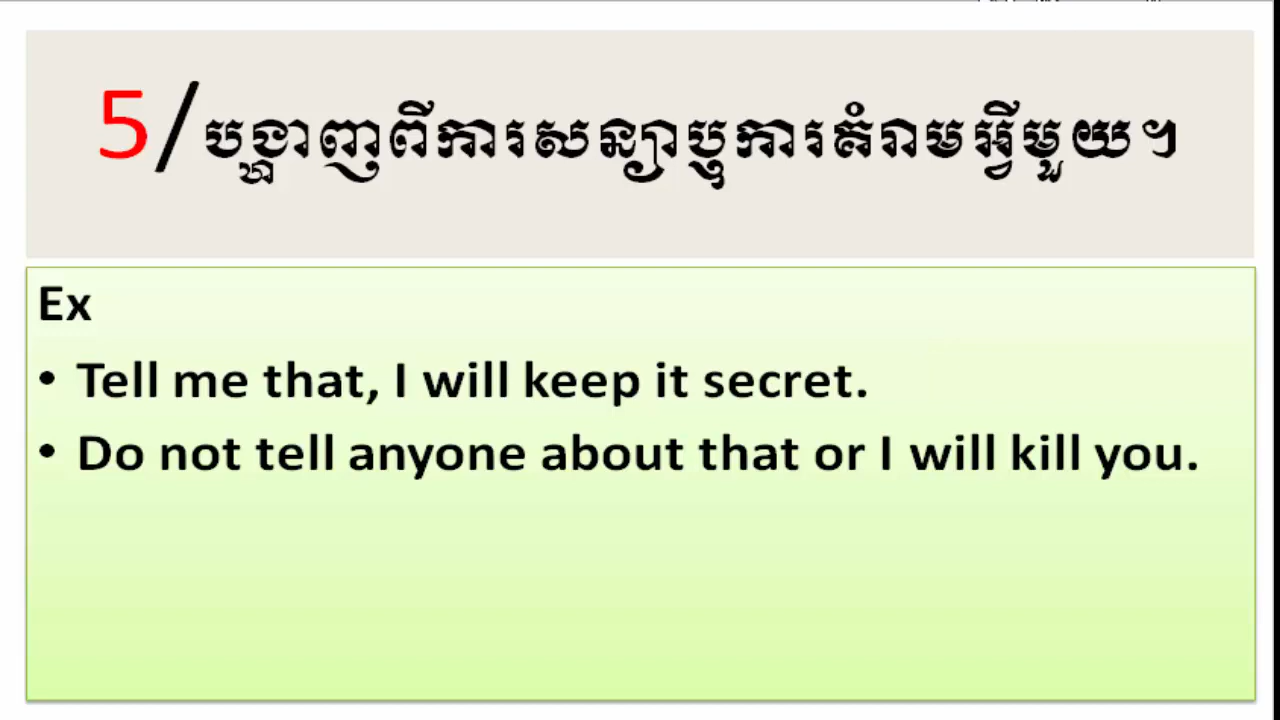 5/បង្ហាញពីការសន្យាឬការគំរាមអ្វីមួយ។
Ex
• Tell me that, I will keep it secret.
• Do not tell anyone about that or I will kill you.